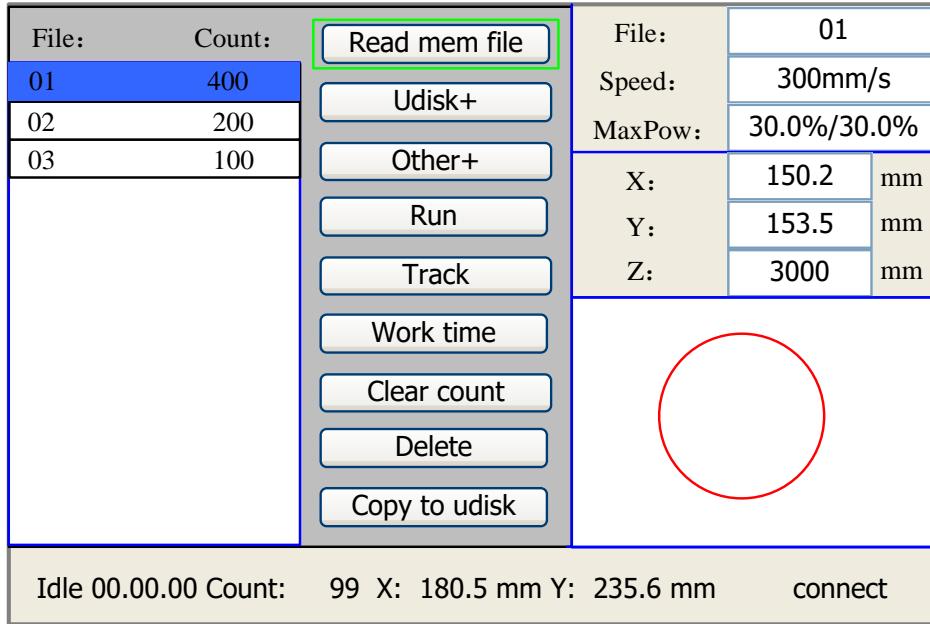 File： Count：
01 400
02 200
03 100
Read mem file
Udisk+
Other+
Run
Track
Work time
Clear count
Delete
Copy to udisk
File： 01
Speed： 300mm/s
MaxPow： 30.0%/30.0%
X： 150.2 mm
Y： 153.5 mm
Z： 3000 mm
Idle 00.00.00 Count: 99 X: 180.5 mm Y: 235.6 mm connect